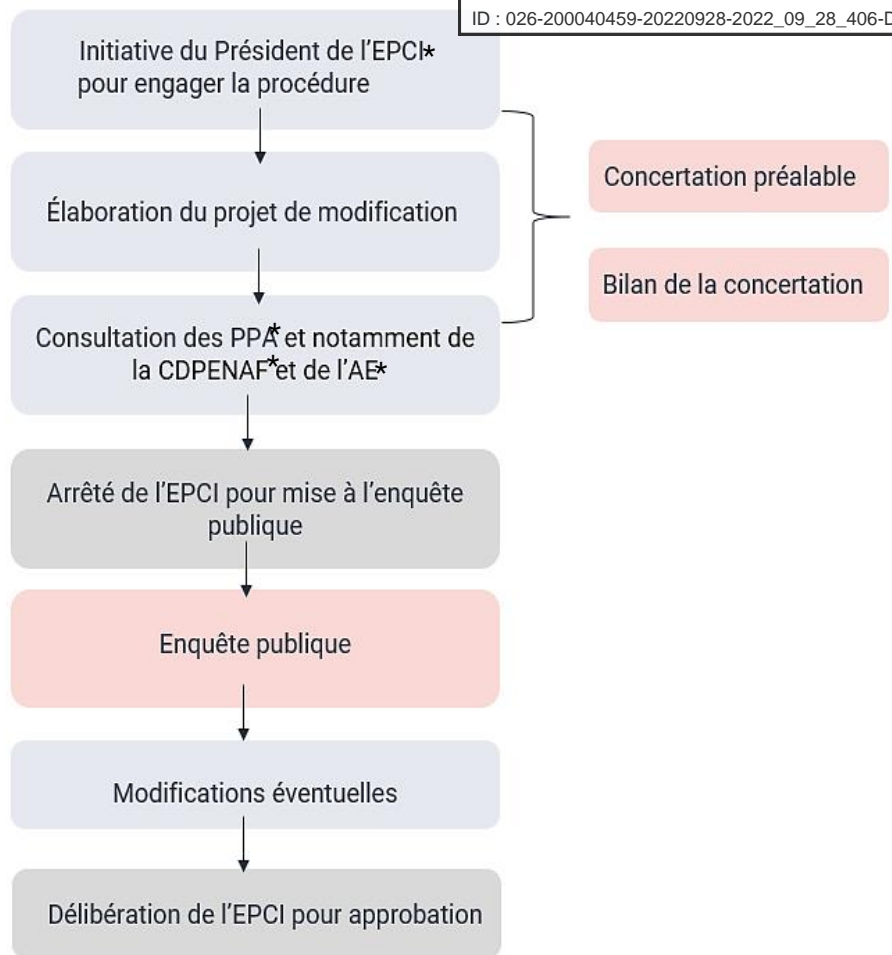 ID : 026-200040459-20220928-2022_09_28_406-D
Initiative du Président de l’EPCI*
pour engager la procédure
Élaboration du projet de modification
Concertation préalable
Bilan de la concertation
Consultation des PPA* et notamment de
la CDPENAF* et de l’AE*
Arrêté de l’EPCI pour mise à l’enquête
publique
Enquête publique
Modifications éventuelles
Délibération de l’EPCI pour approbation